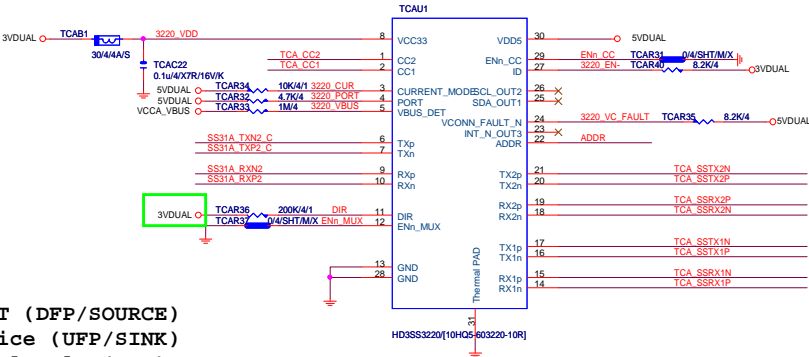 TCAU1
3VDUAL
TCAB1
3220_VDD
30/4/4A/S
TCAC22
0.1u/4/X7R/16V/K
8
VCC33
VDD5
30
5VDUAL
TCA_CC2
1
CC2
ENn_CC
29
ENn_CC
TCAR31
0/4/SHT/M/X
TCA_CC1
2
CC1
ID
27
3220_EN-
TCAR40
8.2K/4
3VDUAL
5VDUAL
TCAR34
10K/4/1
3220_CUR
3
CURRENT_MODE
SCL_OUT2
26
5VDUAL
TCAR32
4.7K/4
3220_PORT
4
PORT
SDA_OUT1
25
VCCA_VBUS
TCAR33
1M/4
3220_VBUS
5
VBUS_DET
VCONN_FAULT_N
24
3220_VC_FAULT
TCAR35
8.2K/4
5VDUAL
INT_N_OUT3
23
SS31A_TXN2_C
6
TXp
ADDR
22
ADDR
SS31A_TXP2_C
7
TXn
SS31A_RXN2
9
RXp
TX2p
21
TCA_SSTX2N
SS31A_RXP2
10
RXn
TX2n
20
TCA_SSTX2P
RX2p
19
TCA_SSRX2P
RX2n
18
TCA_SSRX2N
3VDUAL
TCAR36
200K/4/1
DIR
11
DIR
TCAR37
0/4/SHT/M/X
ENn_MUX
12
ENn_MUX
TX1p
17
TCA_SSTX1N
TX1n
16
TCA_SSTX1P
13
GND
28
GND
RX1p
15
TCA_SSRX1N
RX1n
14
TCA_SSRX1P
Thermal PAD
31
HD3SS3220/[10HQ5-603220-10R]
T (DFP/SOURCE)
ice (UFP/SINK)